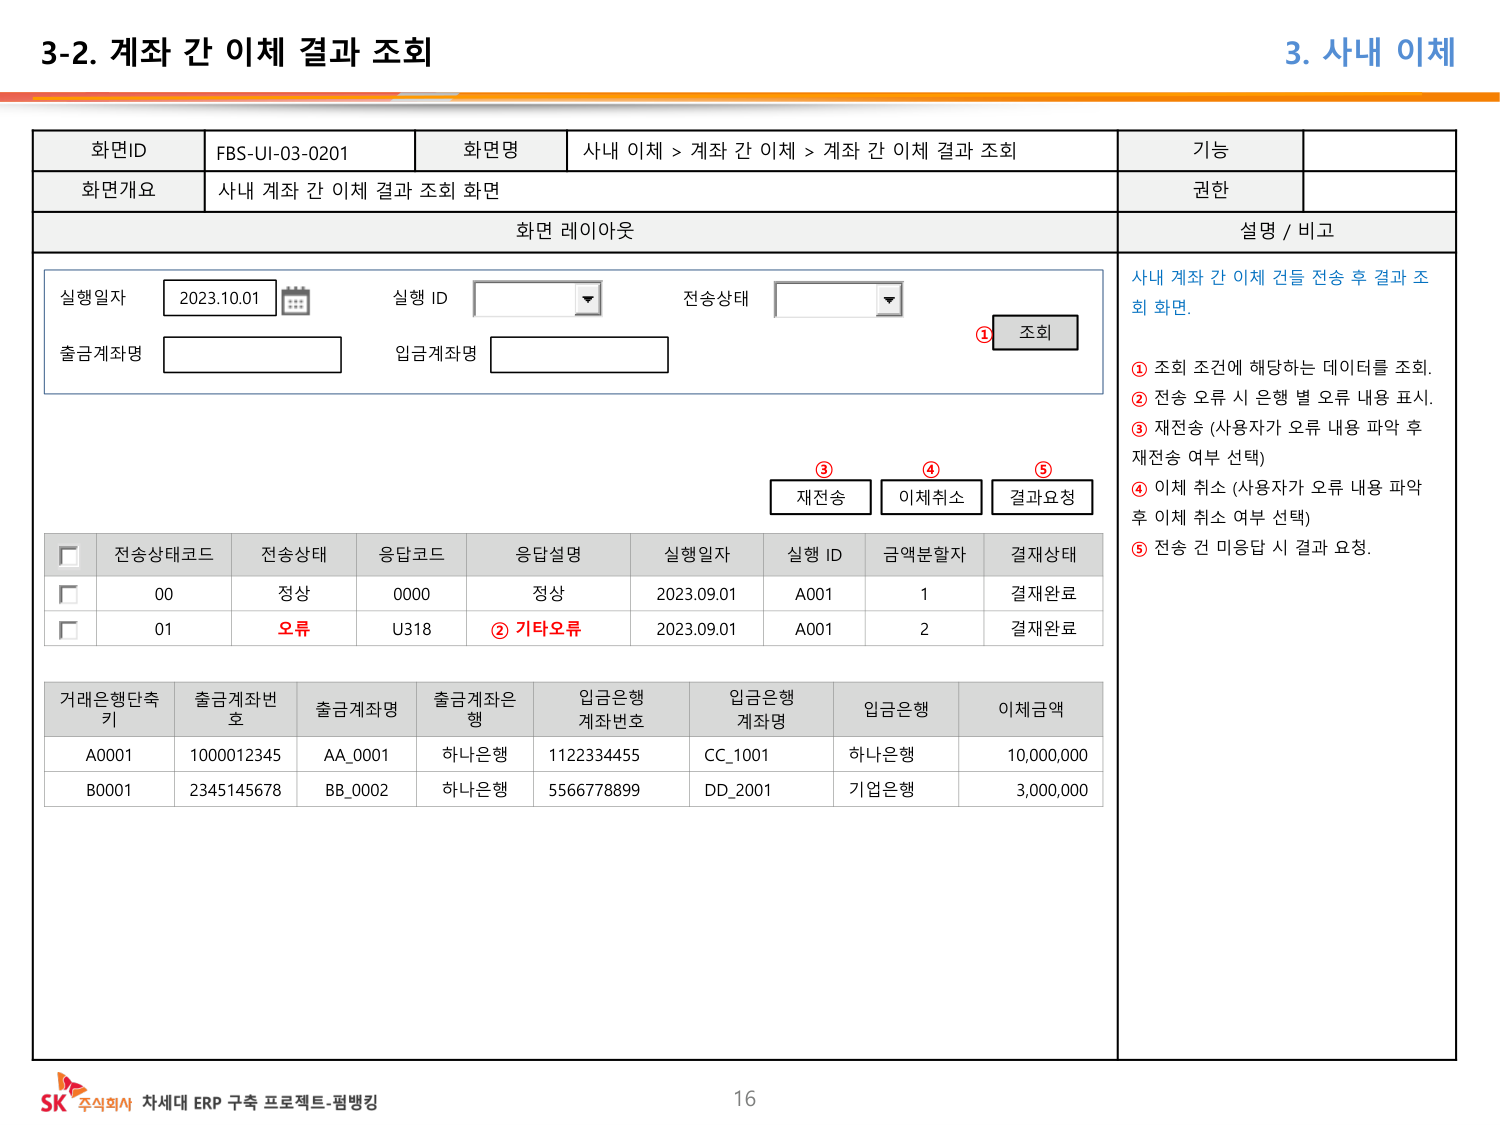 3-2. 계좌 간 이체 결과 조회
3. 사내 이체
화면ID FBS-UI-03-0201 화면명 사내 이체 > 계좌 간 이체 > 계좌 간 이체 결과 조회 기능
화면개요 사내 계좌 간 이체 결과 조회 화면 권한
화면 레이아웃 설명 / 비고
실행일자 2023.10.01 실행 ID 전송상태
① 조회
출금계좌명 입금계좌명
③ ④ ⑤
재전송 이체취소 결과요청
전송상태코드 전송상태 응답코드 응답설명 실행일자 실행 ID 금액분할자 결재상태
00 정상 0000 정상 2023.09.01 A001 1 결재완료
01 오류 U318 ② 기타오류 2023.09.01 A001 2 결재완료
거래은행단축키 출금계좌번호 출금계좌명 출금계좌은행 입금은행 계좌번호 입금은행 계좌명 입금은행 이체금액
A0001 1000012345 AA_0001 하나은행 1122334455 CC_1001 하나은행 10,000,000
B0001 2345145678 BB_0002 하나은행 5566778899 DD_2001 기업은행 3,000,000
사내 계좌 간 이체 건들 전송 후 결과 조
회 화면.
① 조회 조건에 해당하는 데이터를 조회.
② 전송 오류 시 은행 별 오류 내용 표시.
③ 재전송 (사용자가 오류 내용 파악 후
재전송 여부 선택)
④ 이체 취소 (사용자가 오류 내용 파악
후 이체 취소 여부 선택)
⑤ 전송 건 미응답 시 결과 요청.
SK 주식회사 차세대 ERP 구축 프로젝트-펌뱅킹
16